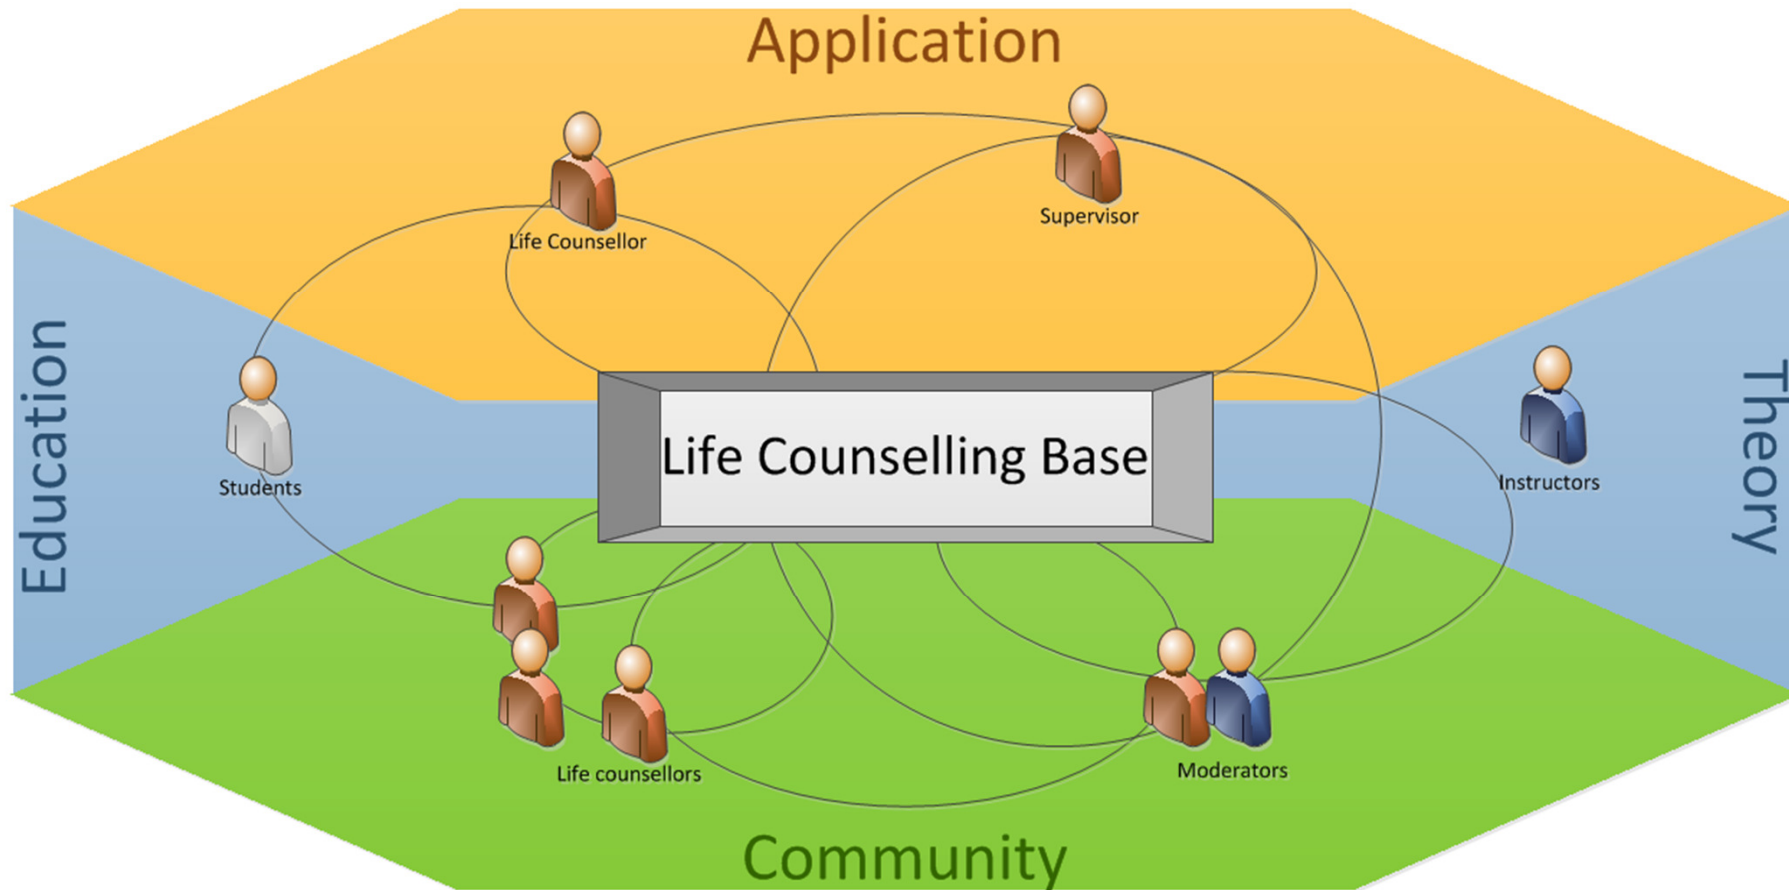 Application
Supervisor
Life Counsellor
Education
Theory
Life Counselling Base
Students
Instructors
Life counsellors
Moderators
Community